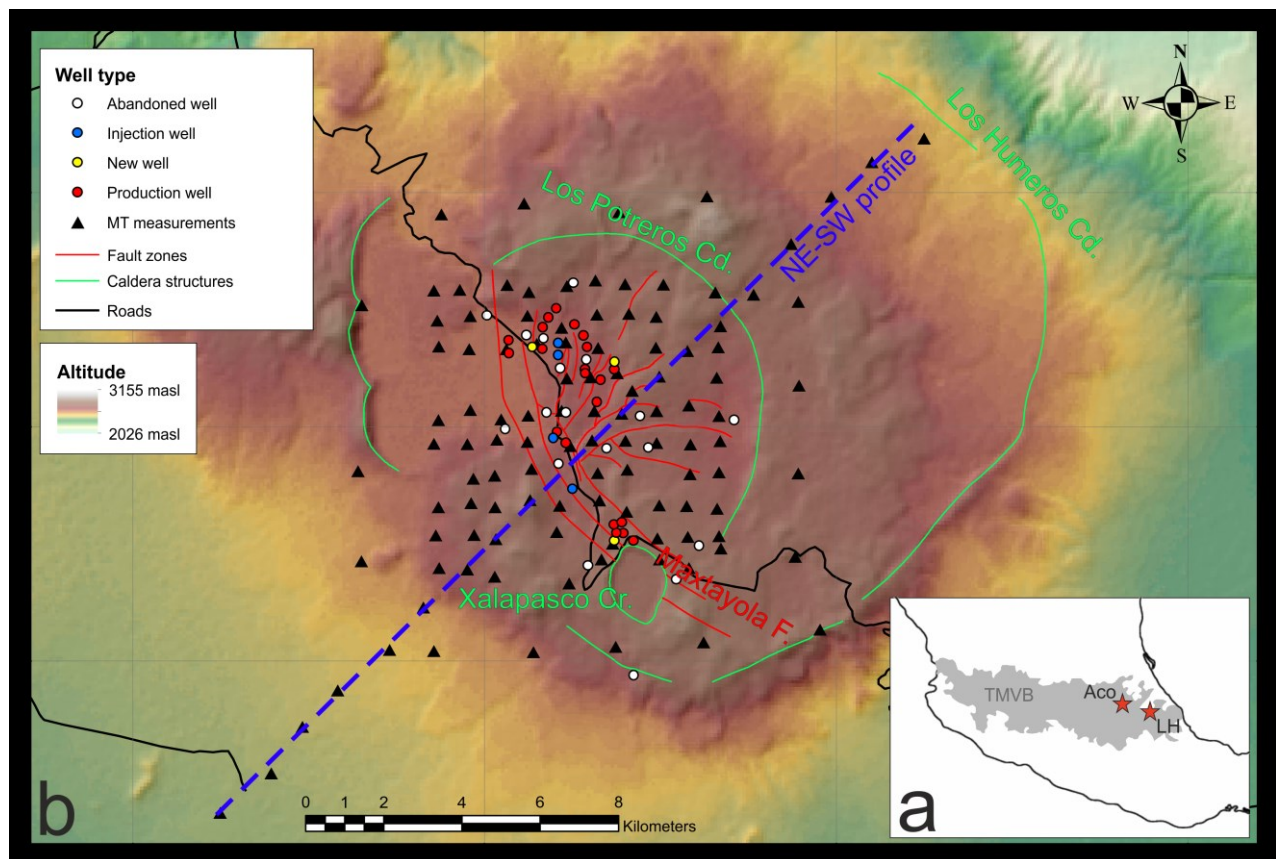 Well type
Abandoned well
Injection well
New well
Production well
MT measurements
Fault zones
Caldera structures
Roads
Altitude
3155 masl
2026 masl
N
W E
S
Los Humeros Cd.
Los Potreros Cd.
NE-SW profile
Maxtayola F.
Xalapasco Cr.
TMVB
Aco
LH
a
b
0 1 2 4 6 8
Kilometers